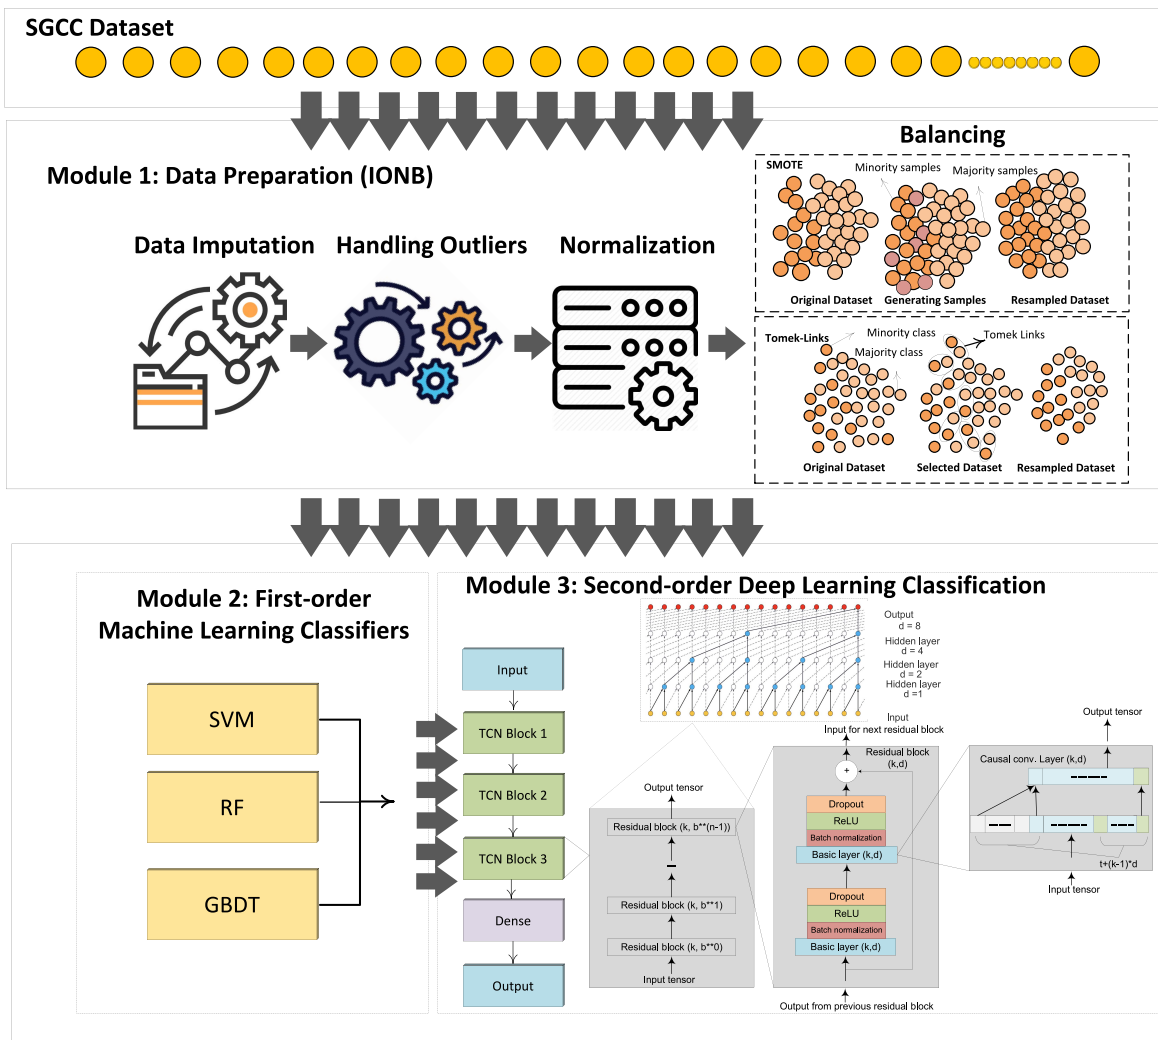 SGCC Dataset
Module 1: Data Preparation (IONB)
Data Imputation
Handling Outliers
Normalization
Balancing
SMOTE
Minority samples
Majority samples
Original Dataset
Generating Samples
Resampled Dataset
Tomek-Links
Minority class
Majority class
Tomek Links
Original Dataset
Selected Dataset
Resampled Dataset
Module 2: First-order
Machine Learning Classifiers
SVM
RF
GBDT
Module 3: Second-order Deep Learning Classification
Input
TCN Block 1
TCN Block 2
TCN Block 3
Dense
Output
Output
d = 8
Hidden layer
d = 4
Hidden layer
d = 2
Hidden layer
d =1
Input
Output tensor
Residual block (k, b**(n-1))
Residual block (k, b**1)
Residual block (k, b**0)
Input tensor
Input for next residual block
Residual block
(k,d)
+
Dropout
ReLU
Batch normalization
Basic layer (k,d)
Dropout
ReLU
Batch normalization
Basic layer (k,d)
Output from previous residual block
Output tensor
Causal conv. Layer (k,d)
t+(k-1)*d
Input tensor